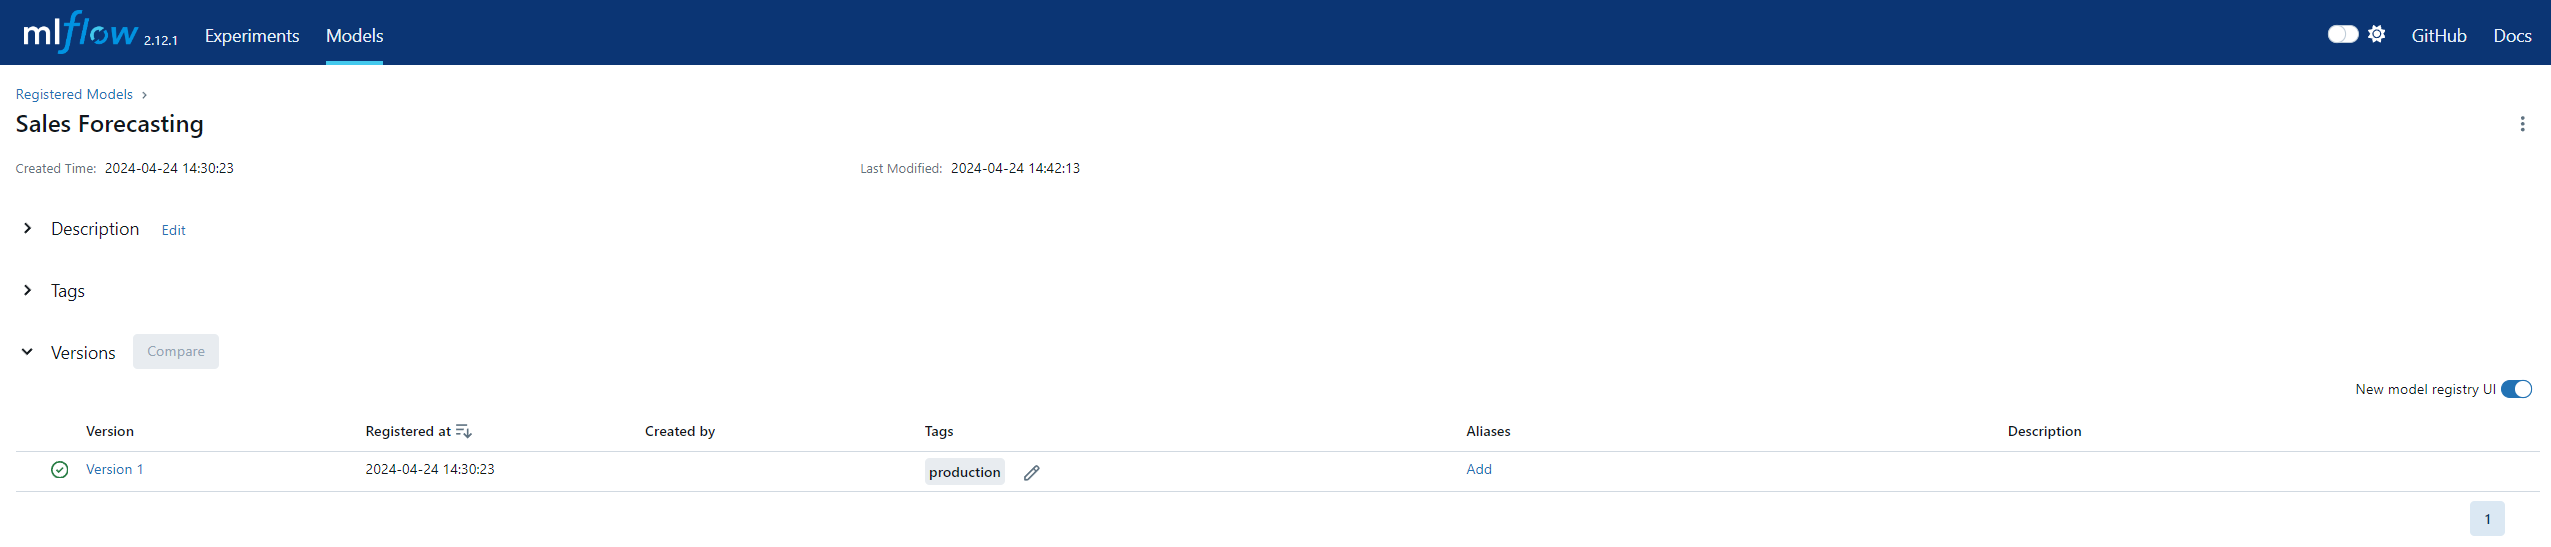 mlflow 2.12.1 Experiments Models GitHub Docs
Registered Models
Sales Forecasting
Created Time: 2024-04-24 14:30:23 Last Modified: 2024-04-24 14:42:13
Description Edit
Tags
Versions Compare
New model registry UI
Version Registered at Created by Tags Aliases Description
Version 1 2024-04-24 14:30:23 production Add
1